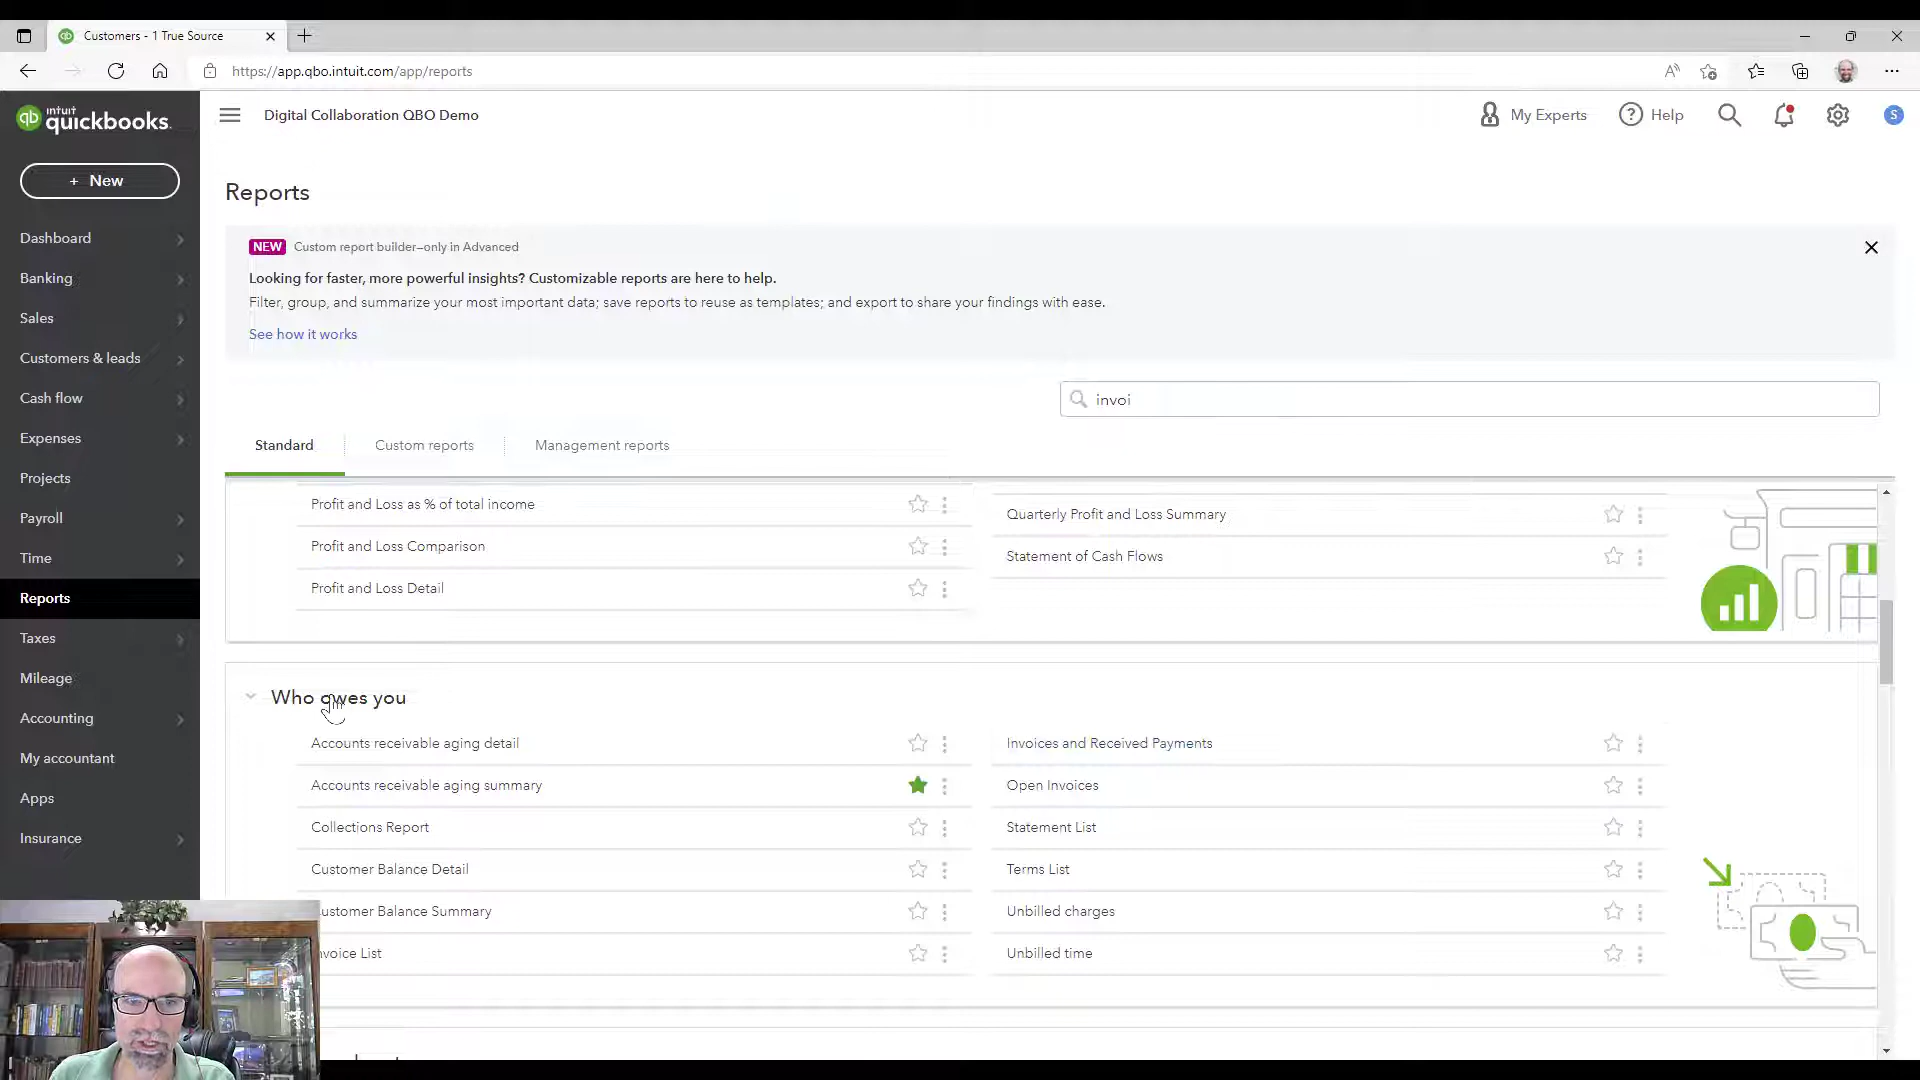 Customers - 1 True Source
https://app.qbo.intuit.com/app/reports
intuit
quickbooks.
Digital Collaboration QBO Demo
My Experts
Help
S
+ New
Dashboard
Banking
Sales
Customers & leads
Cash flow
Expenses
Projects
Payroll
Time
Reports
Taxes
Mileage
Accounting
My accountant
Apps
Insurance
Reports
NEW Custom report builder—only in Advanced
Looking for faster, more powerful insights? Customizable reports are here to help.
Filter, group, and summarize your most important data; save reports to reuse as templates; and export to share your findings with ease.
See how it works
invoi
Standard
Custom reports
Management reports
Profit and Loss as % of total income
Profit and Loss Comparison
Profit and Loss Detail
Quarterly Profit and Loss Summary
Statement of Cash Flows
Who owes you
Accounts receivable aging detail
Accounts receivable aging summary
Collections Report
Customer Balance Detail
ustomer Balance Summary
nvoice List
Invoices and Received Payments
Open Invoices
Statement List
Terms List
Unbilled charges
Unbilled time